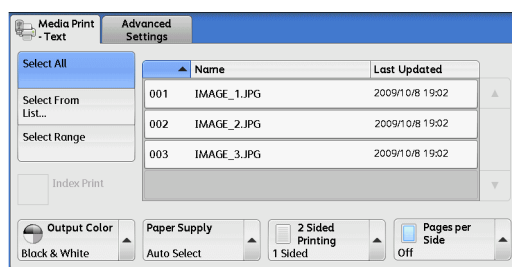 Media Print
- Text
Advanced
Settings
Select All
Select From
List...
Select Range
Index Print
Name
Last Updated
001 IMAGE_1.JPG 2009/10/8 19:02
002 IMAGE_2.JPG 2009/10/8 19:02
003 IMAGE_3.JPG 2009/10/8 19:02
Output Color
Black & White
Paper Supply
Auto Select
2 Sided
Printing
1 Sided
Pages per
Side
Off